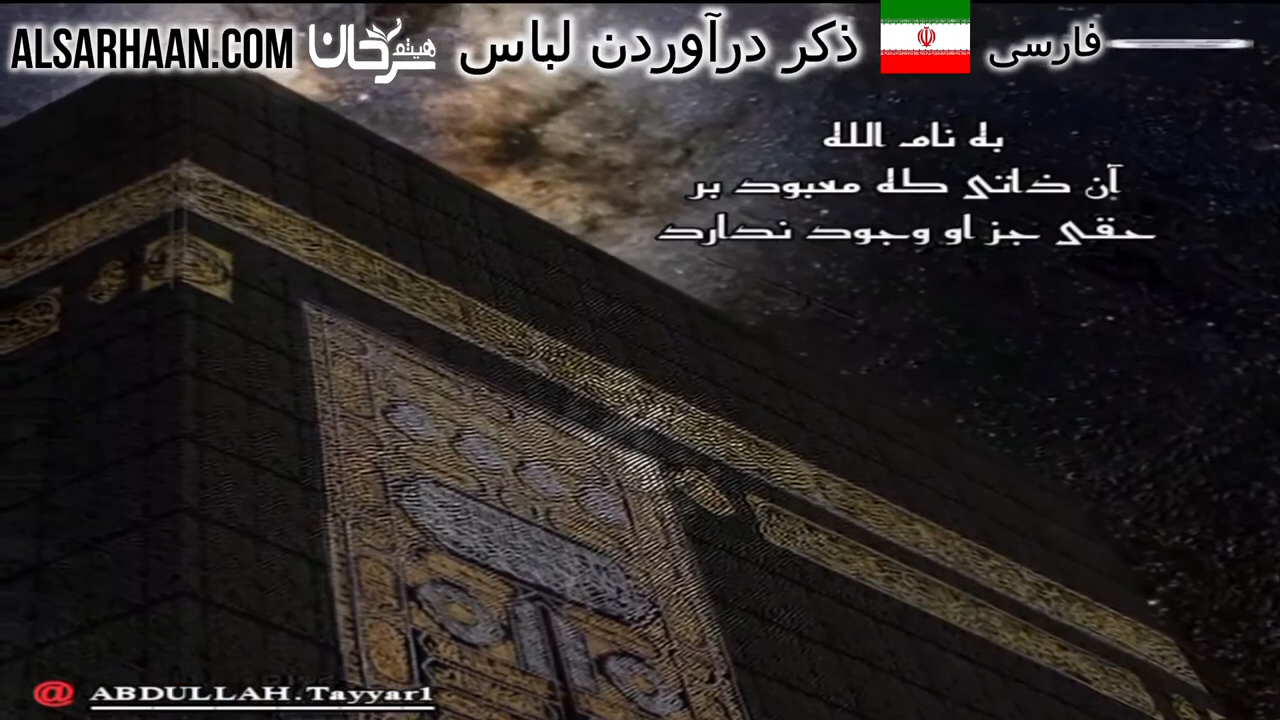 ALSARHAAN.COM هيثم سرحان ذکر درآوردن لباس فارسی
به نام الله
آن ذاتی که معبود بر
حقی جز او وجود ندارد
@ ABDULLAH.Tayyar1